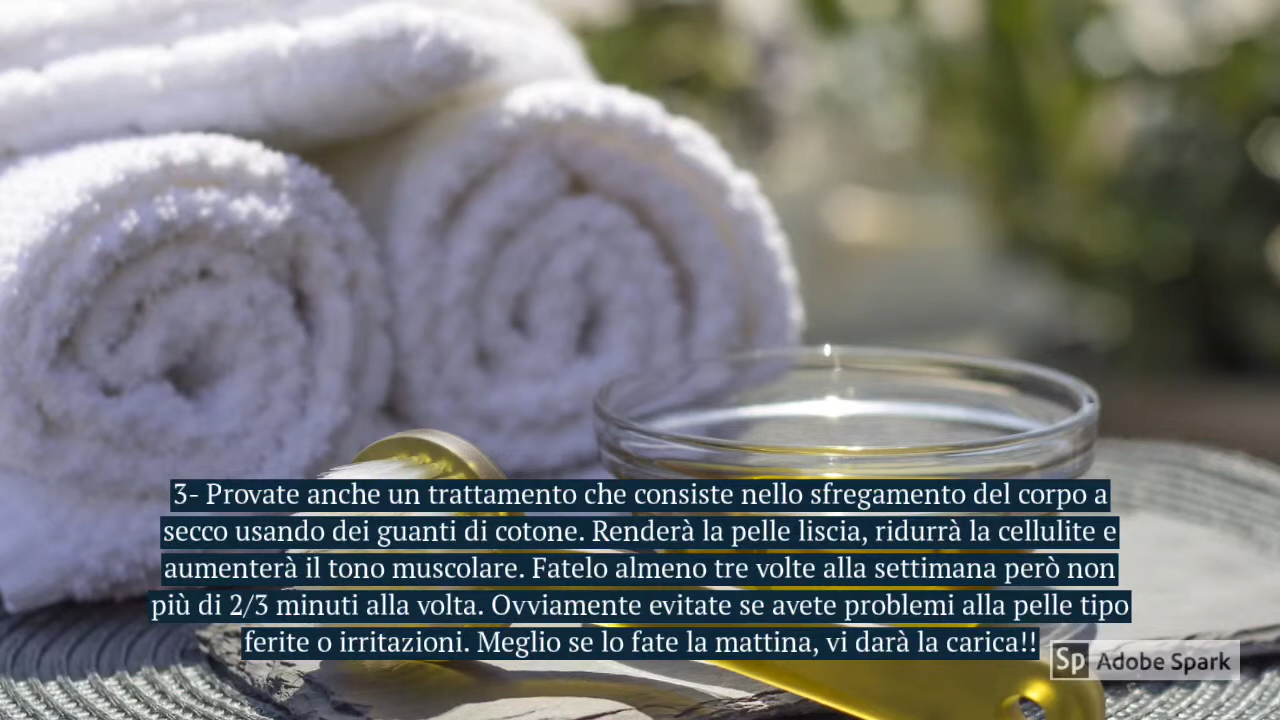 3- Provate anche un trattamento che consiste nello sfregamento del corpo a
secco usando dei guanti di cotone. Renderà la pelle liscia, ridurrà la cellulite e
aumenterà il tono muscolare. Fatelo almeno tre volte alla settimana però non
più di 2/3 minuti alla volta. Ovviamente evitate se avete problemi alla pelle tipo
ferite o irritazioni. Meglio se lo fate la mattina, vi darà la carica!!
Sp Adobe Spark